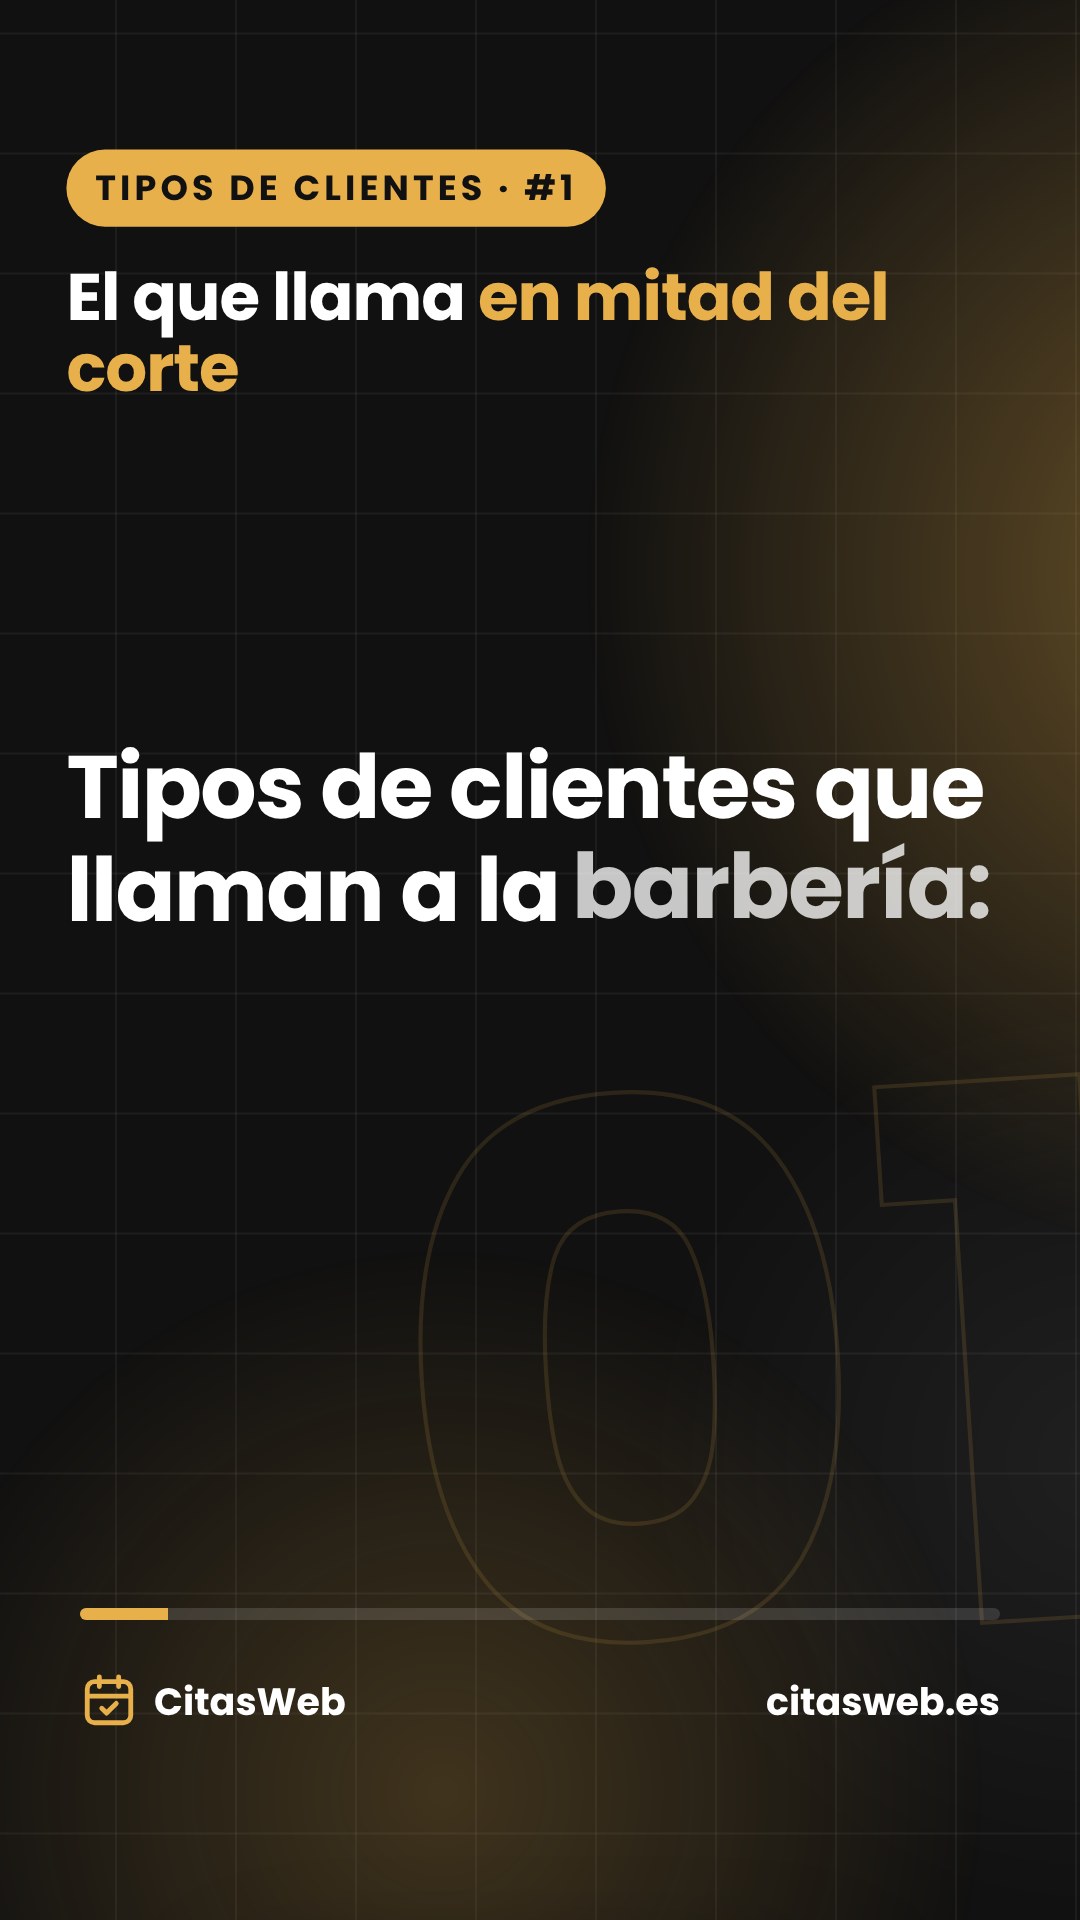 TIPOS DE CLIENTES · #1
El que llama en mitad del
corte
Tipos de clientes que
llaman a la barbería:
01
CitasWeb
citasweb.es